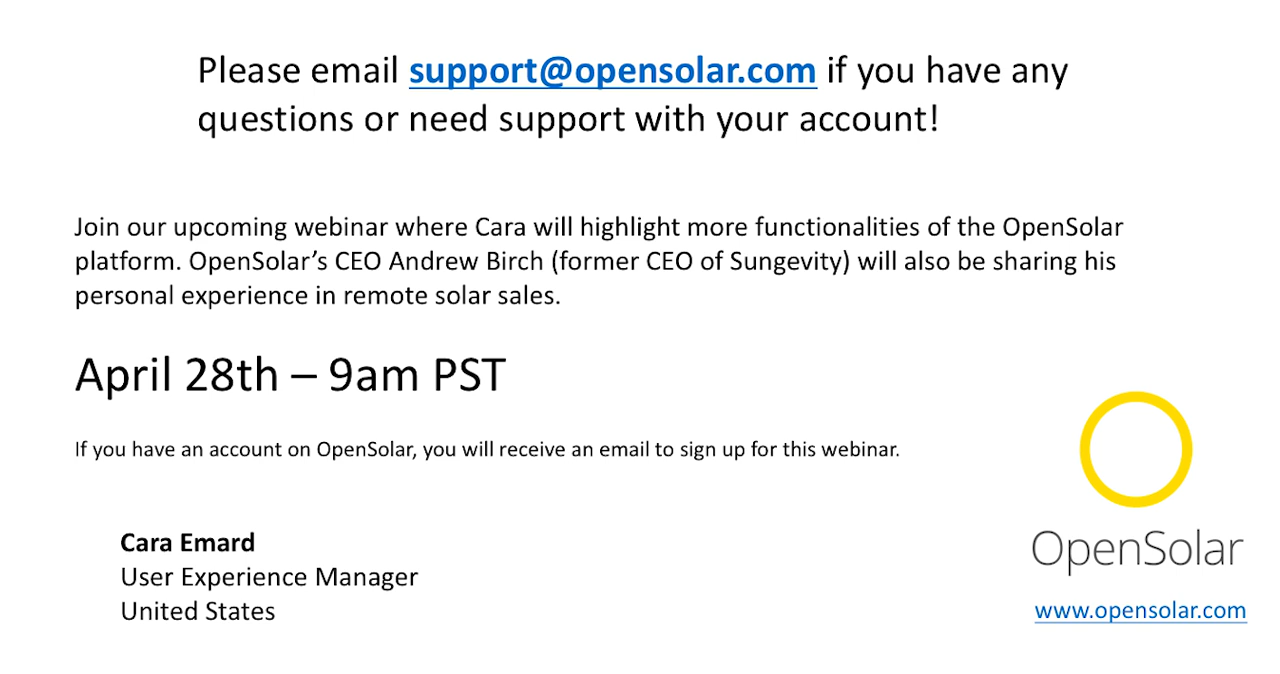 Please email support@opensolar.com if you have any
questions or need support with your account!
Join our upcoming webinar where Cara will highlight more functionalities of the OpenSolar
platform. OpenSolar’s CEO Andrew Birch (former CEO of Sungevity) will also be sharing his
personal experience in remote solar sales.
April 28th – 9am PST
If you have an account on OpenSolar, you will receive an email to sign up for this webinar.
Cara Emard
User Experience Manager
United States
OpenSolar
www.opensolar.com